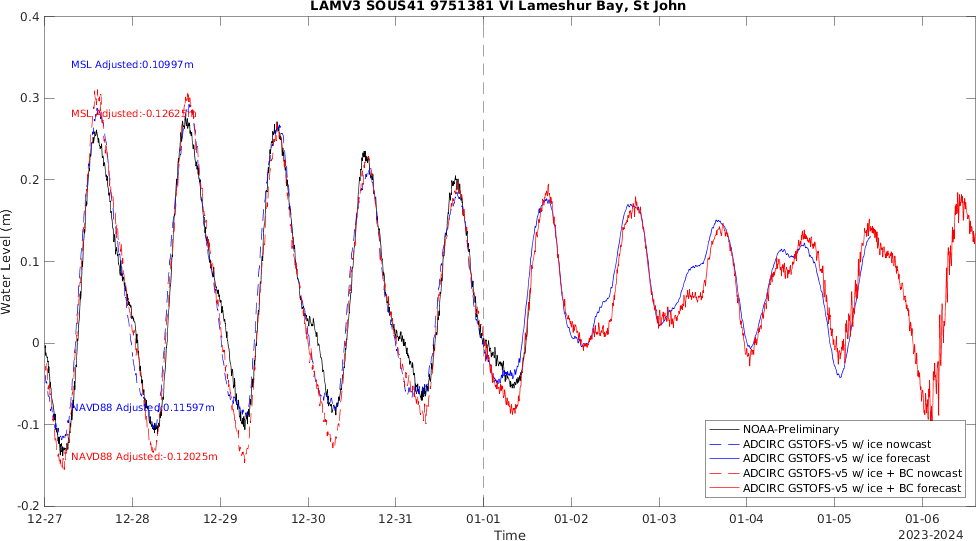 LAMV3 SOUS41 9751381 VI Lameshur Bay, St John
0.4
0.3
0.2
0.1
0
-0.1
-0.2
Water Level (m)
MSL Adjusted:0.10997m
MSL Adjusted:-0.12625m
NAVD88 Adjusted:0.11597m
NAVD88 Adjusted:-0.12025m
NOAA-Preliminary
ADCIRC GSTOFS-v5 w/ ice nowcast
ADCIRC GSTOFS-v5 w/ ice forecast
ADCIRC GSTOFS-v5 w/ ice + BC nowcast
ADCIRC GSTOFS-v5 w/ ice + BC forecast
12-27 12-28 12-29 12-30 12-31 01-01 01-02 01-03 01-04 01-05 01-06
Time
2023-2024